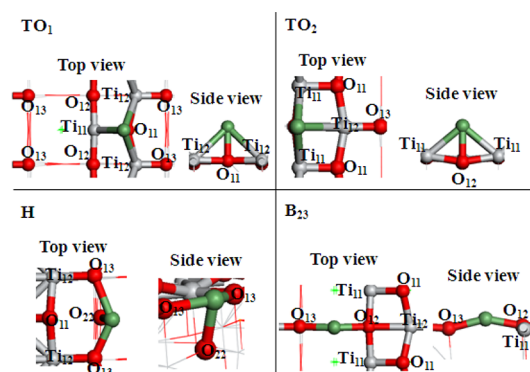 TO1
Top view
O12 Ti12
O13 O13
Ti11 O11
O12
O13 Ti12 O13
Side view
Ti12 Ti12
O11
TO2
Top view
Ti11 O11
O13
Ti12
Ti11
O11
Side view
Ti11 Ti11
O12
H
Top view
O13
Ti12
O22
O11
Ti12
O13
Side view
O13 O13
O22
B23
Top view
Ti11 O11
O13 O12 Ti12
Ti11
O11
Side view
O13 O12
Ti11